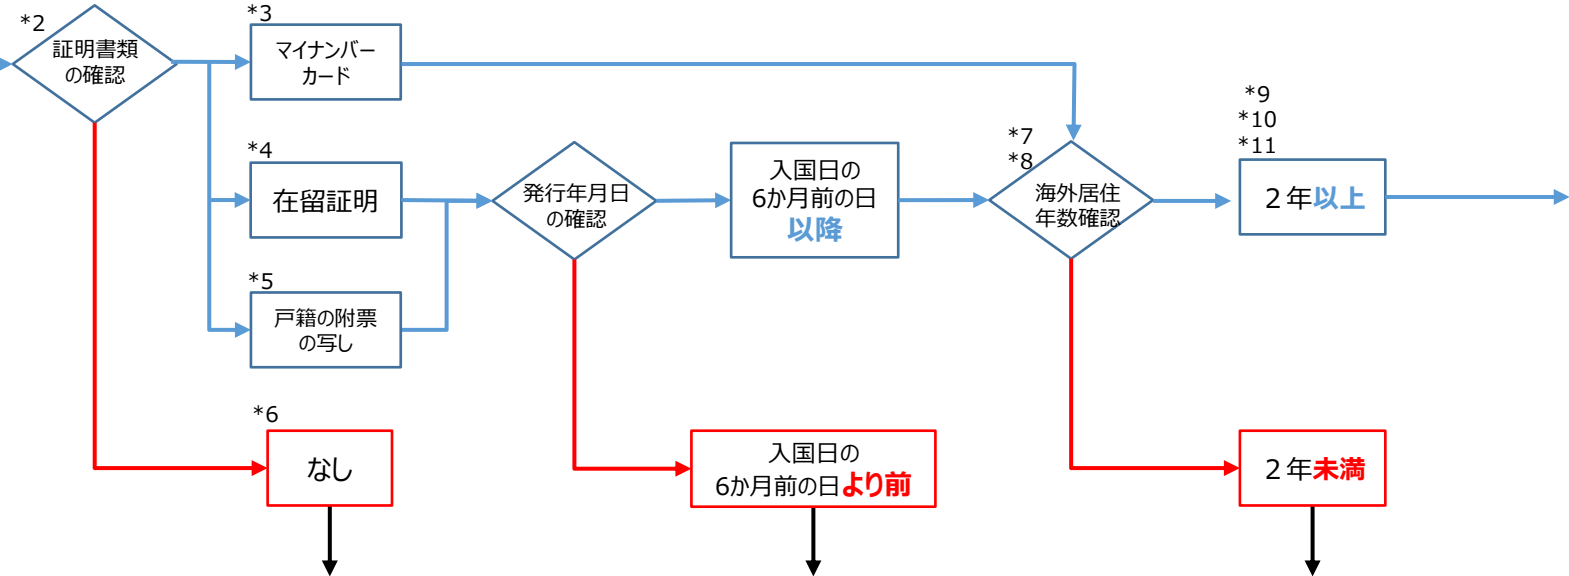 *2
証明書類
の確認
*3
マイナンバー
カード
*4
在留証明
*5
戸籍の附票
の写し
*6
なし
発行年月日
の確認
入国日の
6か月前の日
以降
入国日の
6か月前の日より前
*7
*8
海外居住
年数確認
*9
*10
*11
２年以上
２年未満